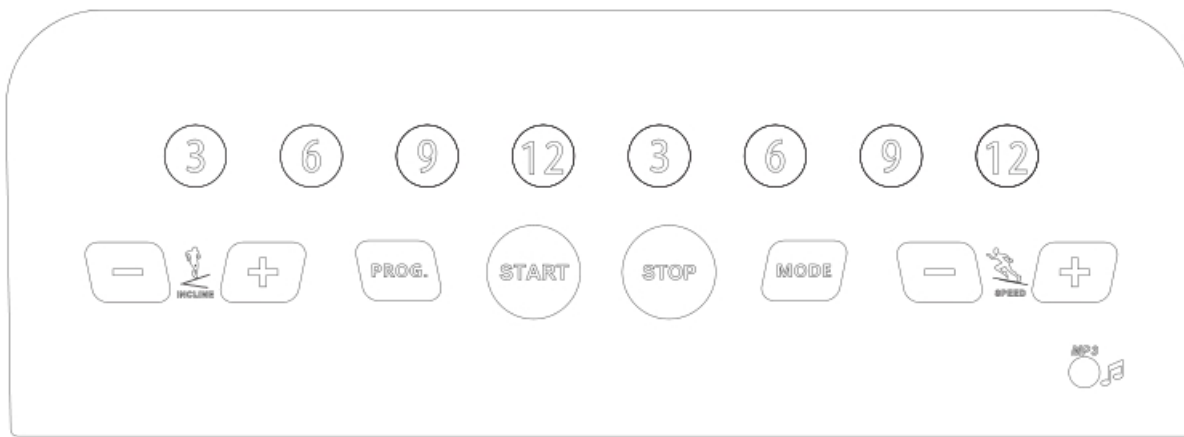 3 6 9 12 3 6 9 12
− + PROG. START STOP MODE − +
INCLINE SPEED
MP3